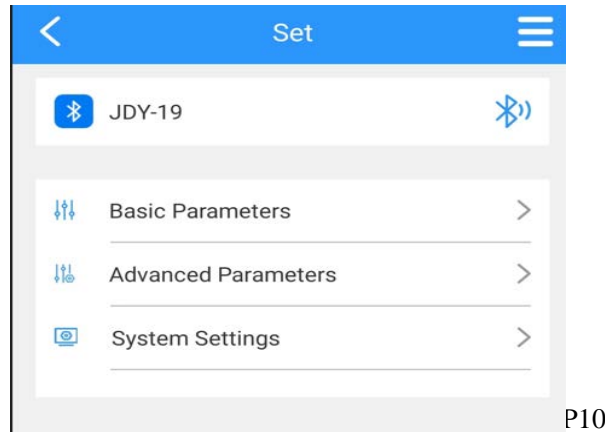 Set
JDY-19
Basic Parameters
Advanced Parameters
System Settings
P10